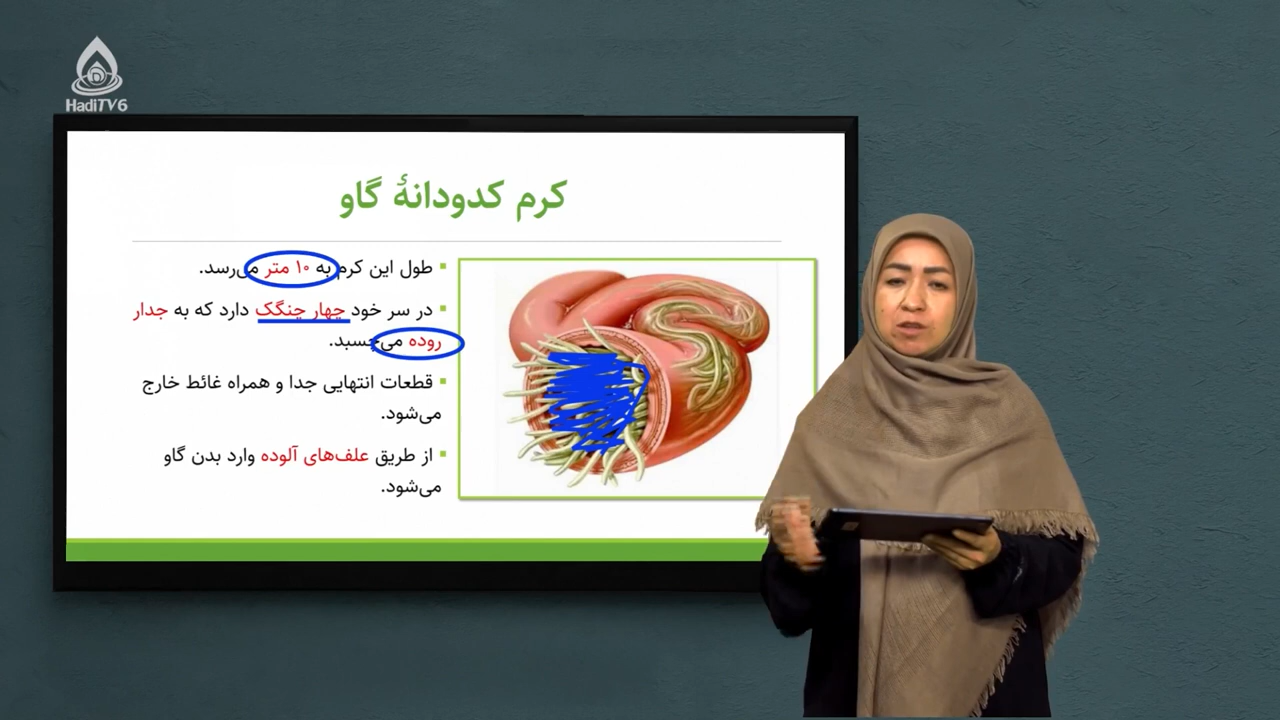 HadiTV6
کرم کدودانهٔ گاو
طول این کرم به ۱۰ متر می‌رسد.
در سر خود چهار چنگک دارد که به جدار
روده می‌چسبد.
قطعات انتهایی جدا و همراه غائط خارج
می‌شود.
از طریق علف‌های آلوده وارد بدن گاو
می‌شود.